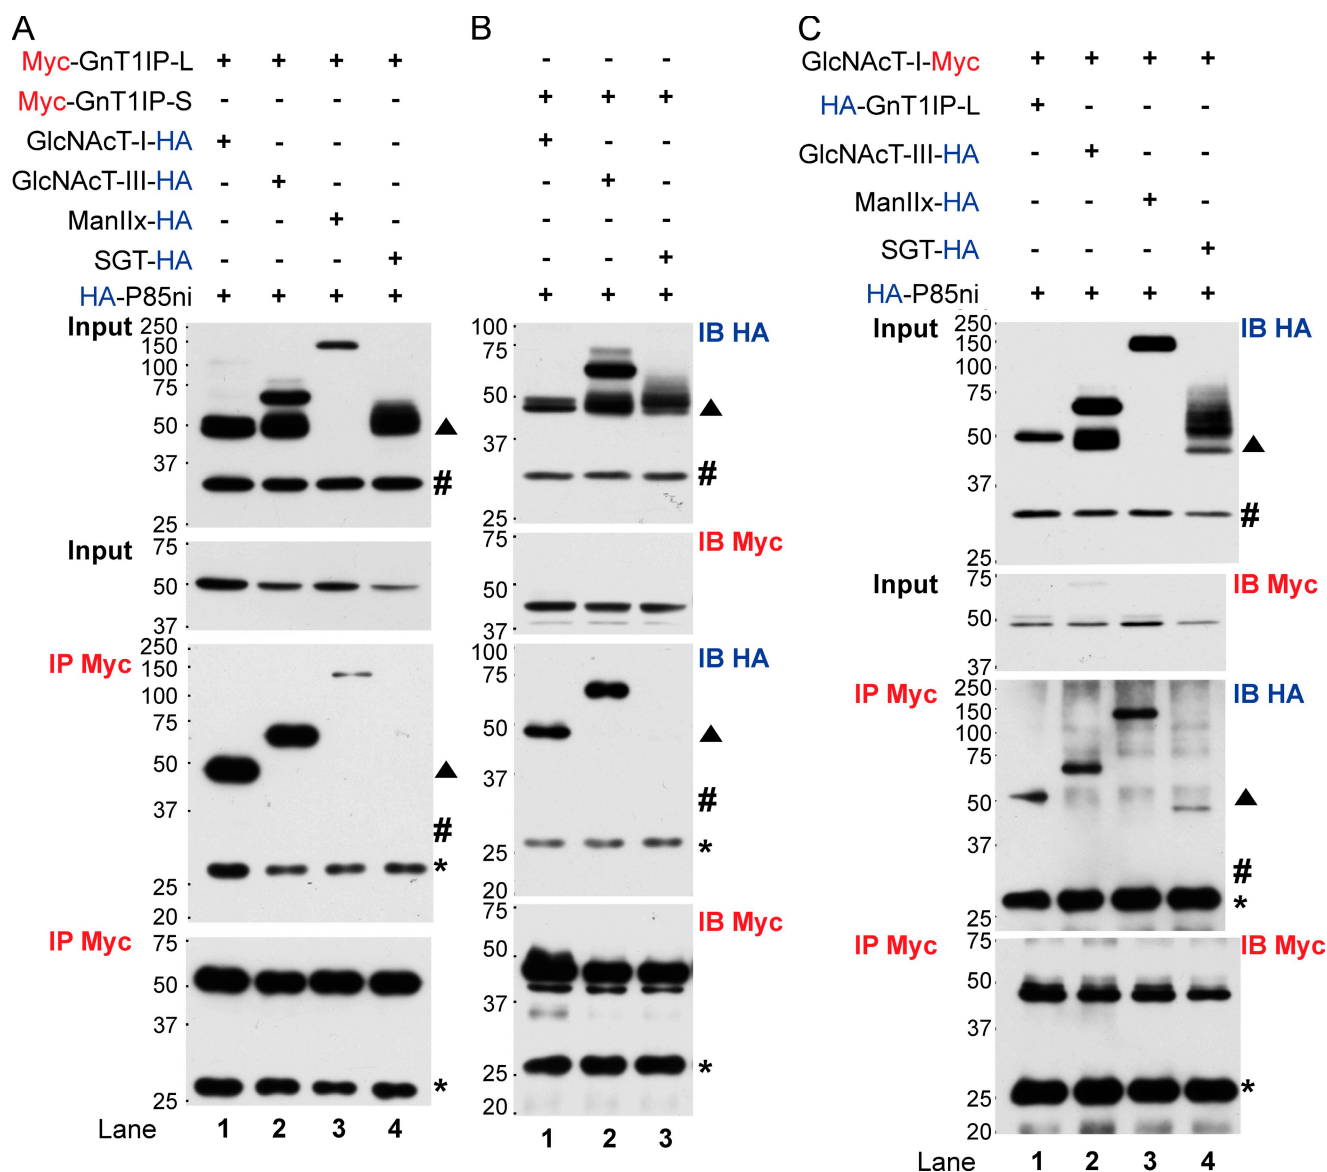 A
Myc-GnT1IP-L + + + +
Myc-GnT1IP-S - - - -
GlcNAcT-I-HA + - - -
GlcNAcT-III-HA - + - -
ManIIx-HA - - + -
SGT-HA - - - +
HA-P85ni + + + +
Input
250
150
100
75
50 ▲
37
#
25
Input
75
50
37
IP Myc
250
150
100
75
50 ▲
37
#
*
25
20
IP Myc
75
50
37
*
25
Lane 1 2 3 4
B
- - -
+ + +
+ - -
- + -
- - -
- - +
+ + +
IB HA
100
75
50 ▲
37
#
25
IB Myc
75
50
37
IB HA
100
75
50 ▲
37
#
*
25
20
IB Myc
75
50
37
*
25
20
1 2 3
C
GlcNAcT-I-Myc + + + +
HA-GnT1IP-L + - - -
GlcNAcT-III-HA - + - -
ManIIx-HA - - + -
SGT-HA - - - +
HA-P85ni + + + +
Input IB HA
250
150
100
75
50 ▲
37
#
25
Input IB Myc
75
50
37
IP Myc IB HA
250
150
100
75
50 ▲
37
#
*
25
IP Myc IB Myc
75
50
37
*
25
20
Lane 1 2 3 4